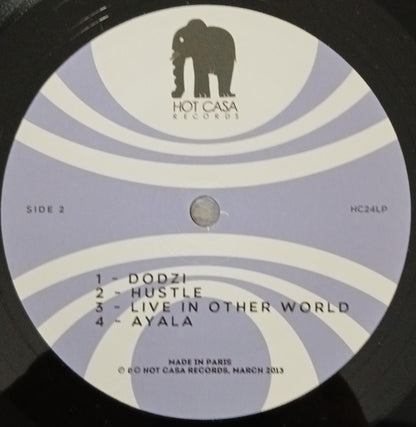 HOT CASA
RECORDS
SIDE 2
HC24LP
1 - DODZI
2 - HUSTLE
3 - LIVE IN OTHER WORLD
4 - AYALA
MADE IN PARIS
℗ & © HOT CASA RECORDS, MARCH 2013